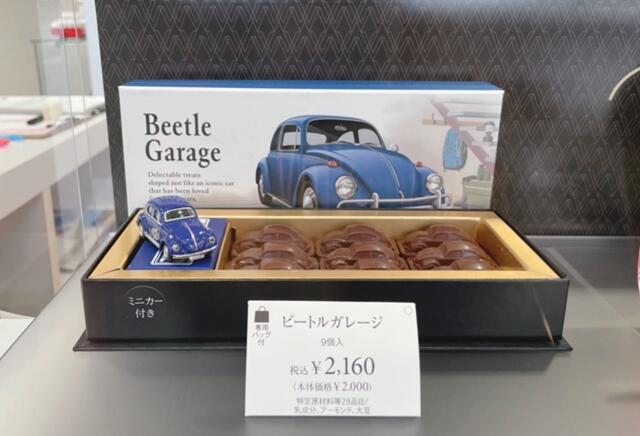 Beetle
Garage
Delectable treats
shaped just like an iconic car
that has been loved
years.
ミニカー
付き
専用
バッグ
付
ビートルガレージ
9個入
税込 ¥2,160
(本体価格¥2,000)
特定原材料等28品目/
乳成分、アーモンド、大豆